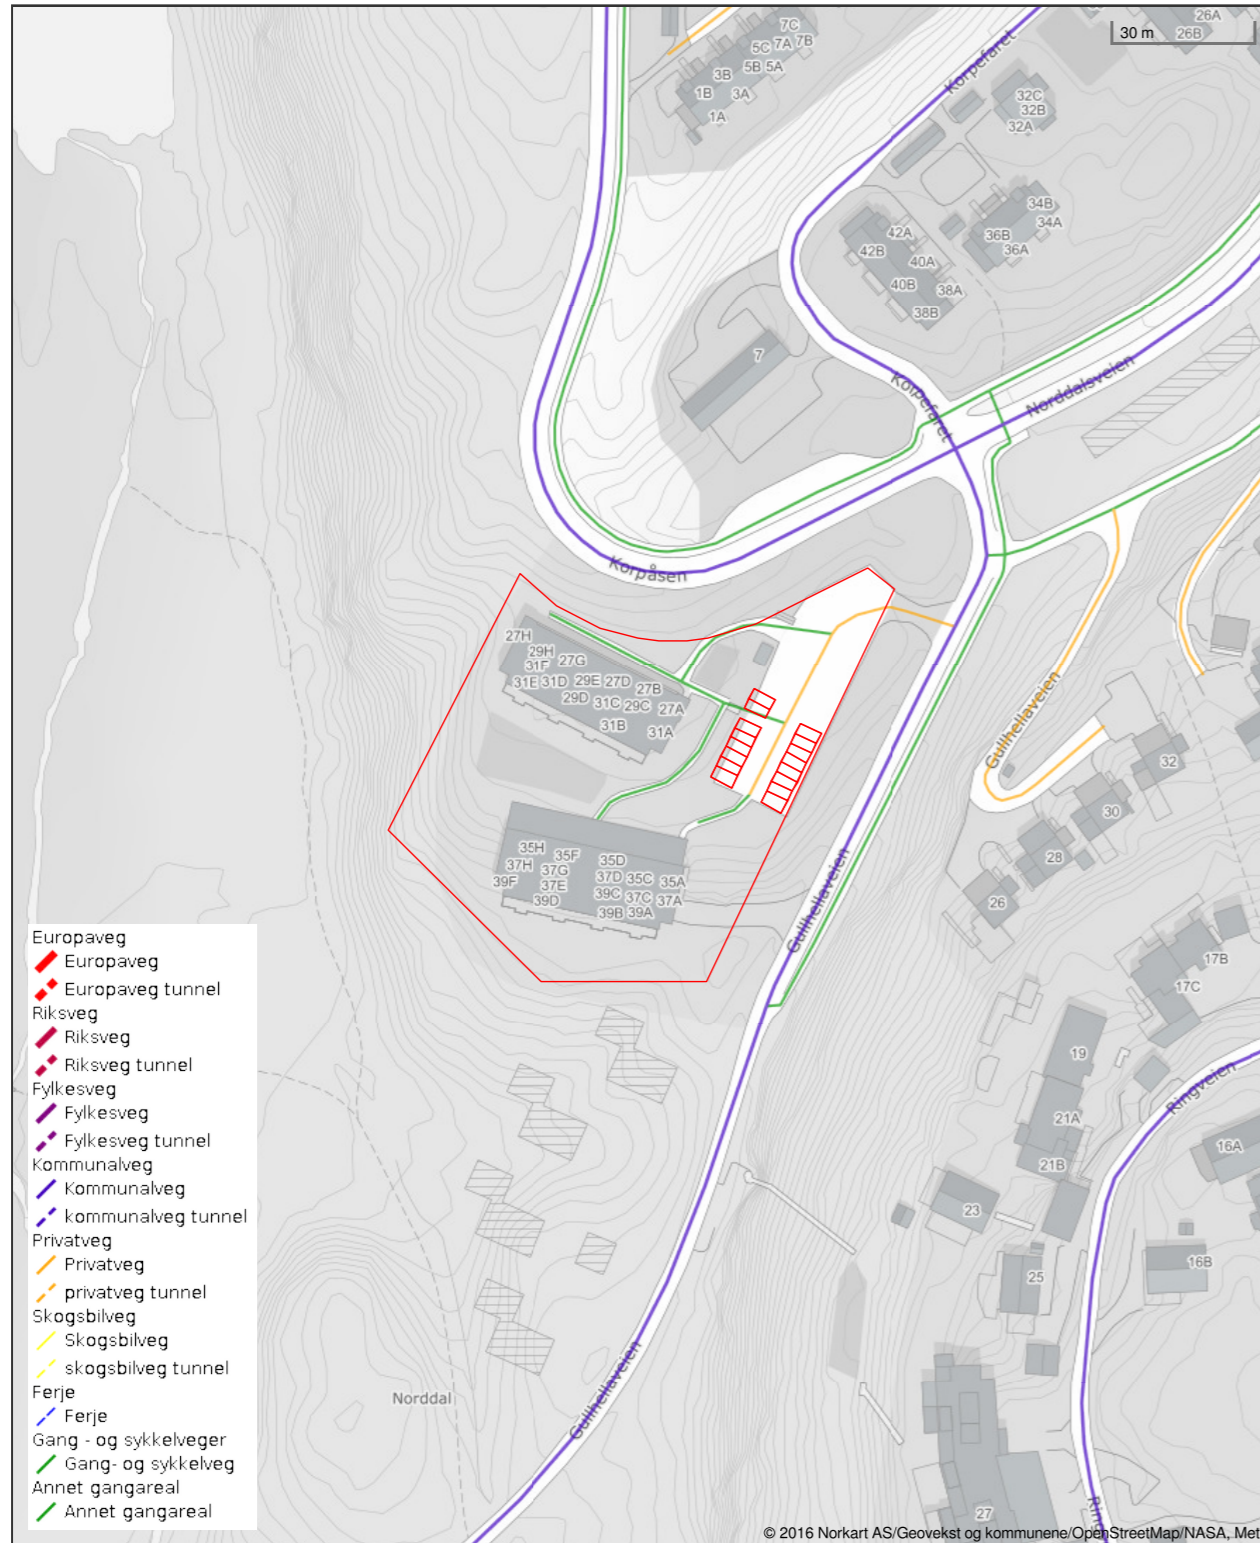 30 m
26A
26B
7C
7B
7A
5C
5B
5A
3B
3A
1B
1A
Korpefaret
32C
32B
32A
34B
34A
36B
36A
42A
42B
40A
40B
38A
38B
7
Korpefaret
Norddalsveien
Korpåsen
27H
29H
31F
27G
31E
31D
29E
27D
27B
29D
31C
29C
27A
31B
31A
35H
35F
35D
37H
37G
37D
35C
35A
39F
37E
39C
37C
37A
39D
39B
39A
Gullhellaveien
Gullhellaveien
32
30
28
26
17B
17C
19
21A
21B
Ringveien
16A
16B
23
25
27
Norddal
Gullhellaveien
Ring
Europaveg
Europaveg
Europaveg tunnel
Riksveg
Riksveg
Riksveg tunnel
Fylkesveg
Fylkesveg
Fylkesveg tunnel
Kommunalveg
Kommunalveg
kommunalveg tunnel
Privatveg
Privatveg
privatveg tunnel
Skogsbilveg
Skogsbilveg
skogsbilveg tunnel
Ferje
Ferje
Gang - og sykkelveger
Gang- og sykkelveg
Annet gangareal
Annet gangareal
© 2016 Norkart AS/Geovekst og kommunene/OpenStreetMap/NASA, Met